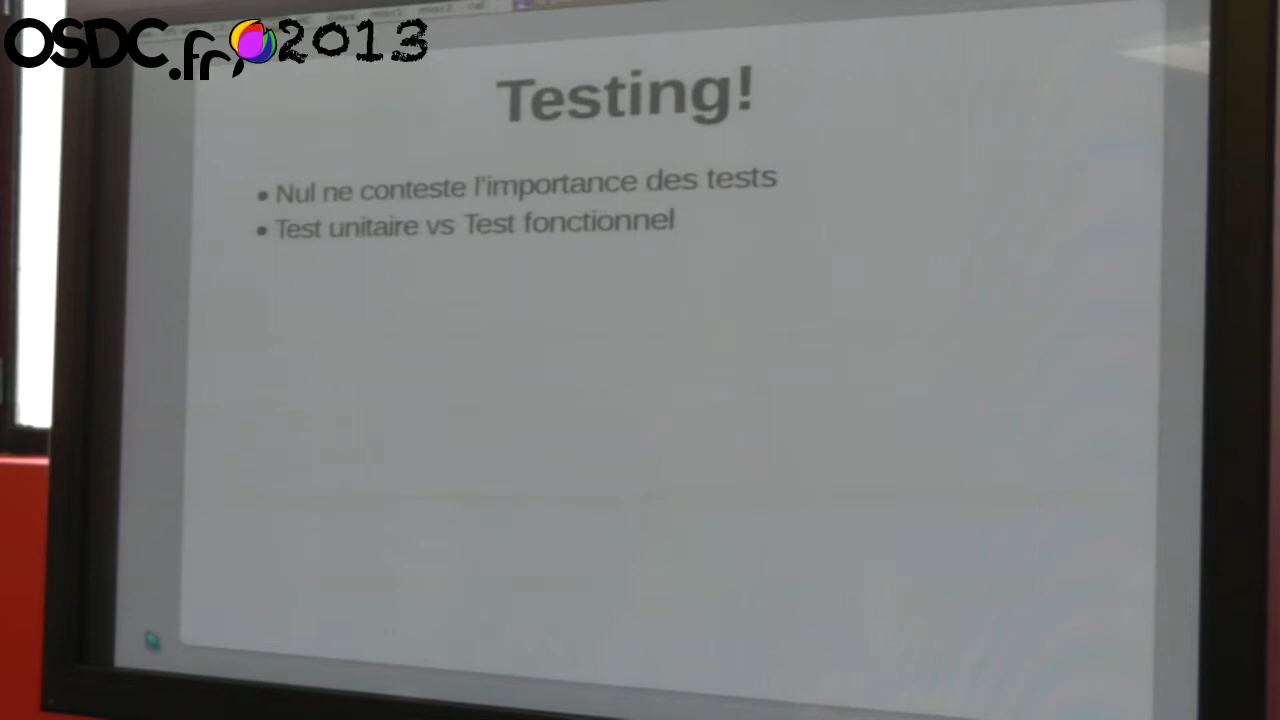 OSDC.fr 2013
Testing!
• Nul ne conteste l'importance des tests
• Test unitaire vs Test fonctionnel